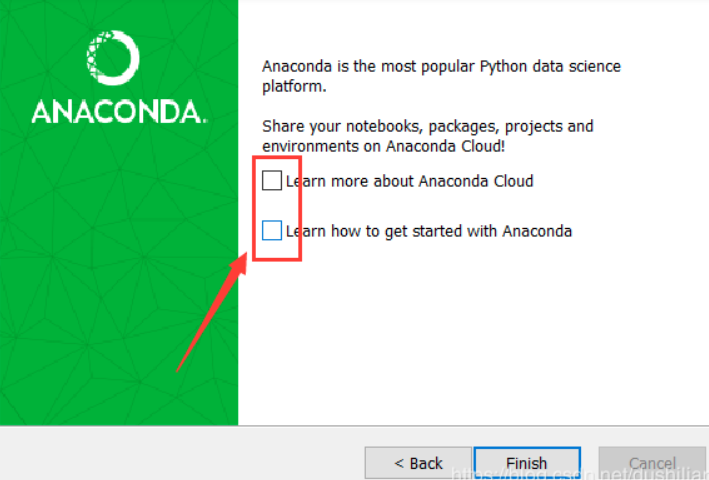 ANACONDA.
Anaconda is the most popular Python data science
platform.
Share your notebooks, packages, projects and
environments on Anaconda Cloud!
Learn more about Anaconda Cloud
Learn how to get started with Anaconda
< Back
Finish
Cancel
https://blog.csdn.net/dushilian